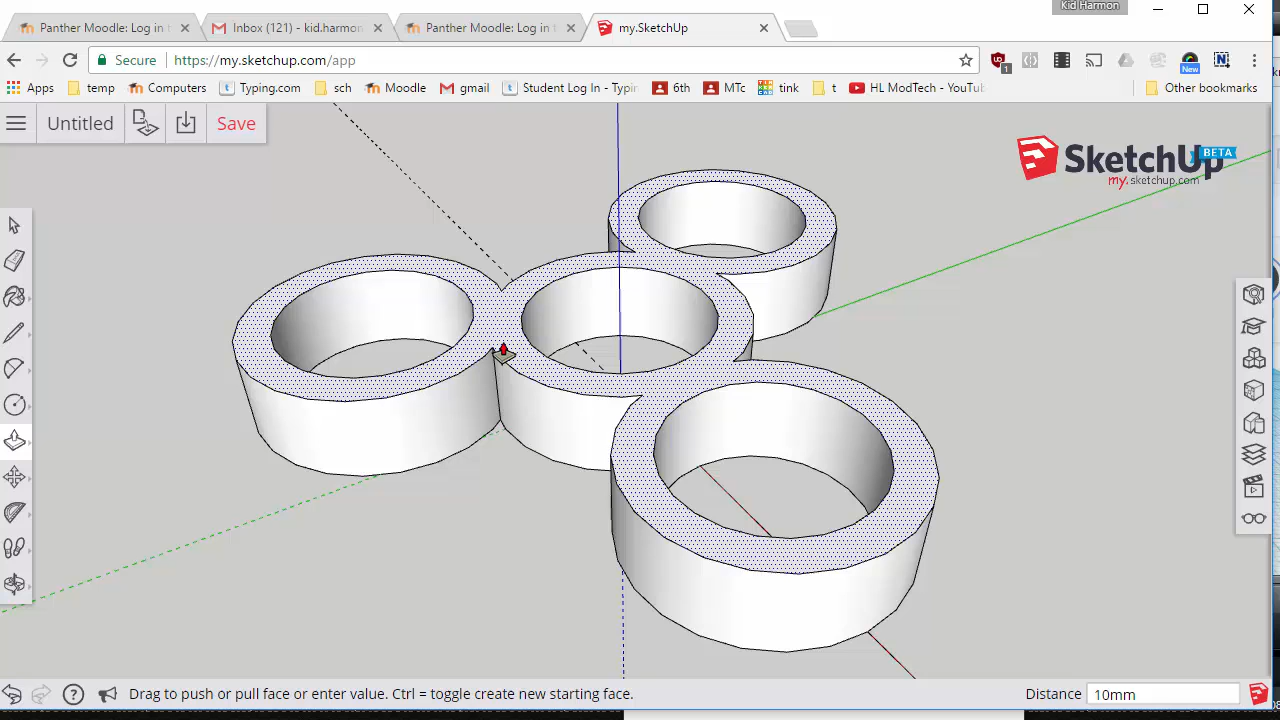 Kid Harmon
Panther Moodle: Log in t
Inbox (121) - kid.harmon
Panther Moodle: Log in t
my.SketchUp
Secure https://my.sketchup.com/app
1
New
Apps temp Computers Typing.com sch Moodle gmail Student Log In - Typin 6th MTc tink t HL ModTech - YouTub Other bookmarks
Untitled Save
SketchUp BETA
my.sketchup.com
Drag to push or pull face or enter value. Ctrl = toggle create new starting face. Distance 10mm